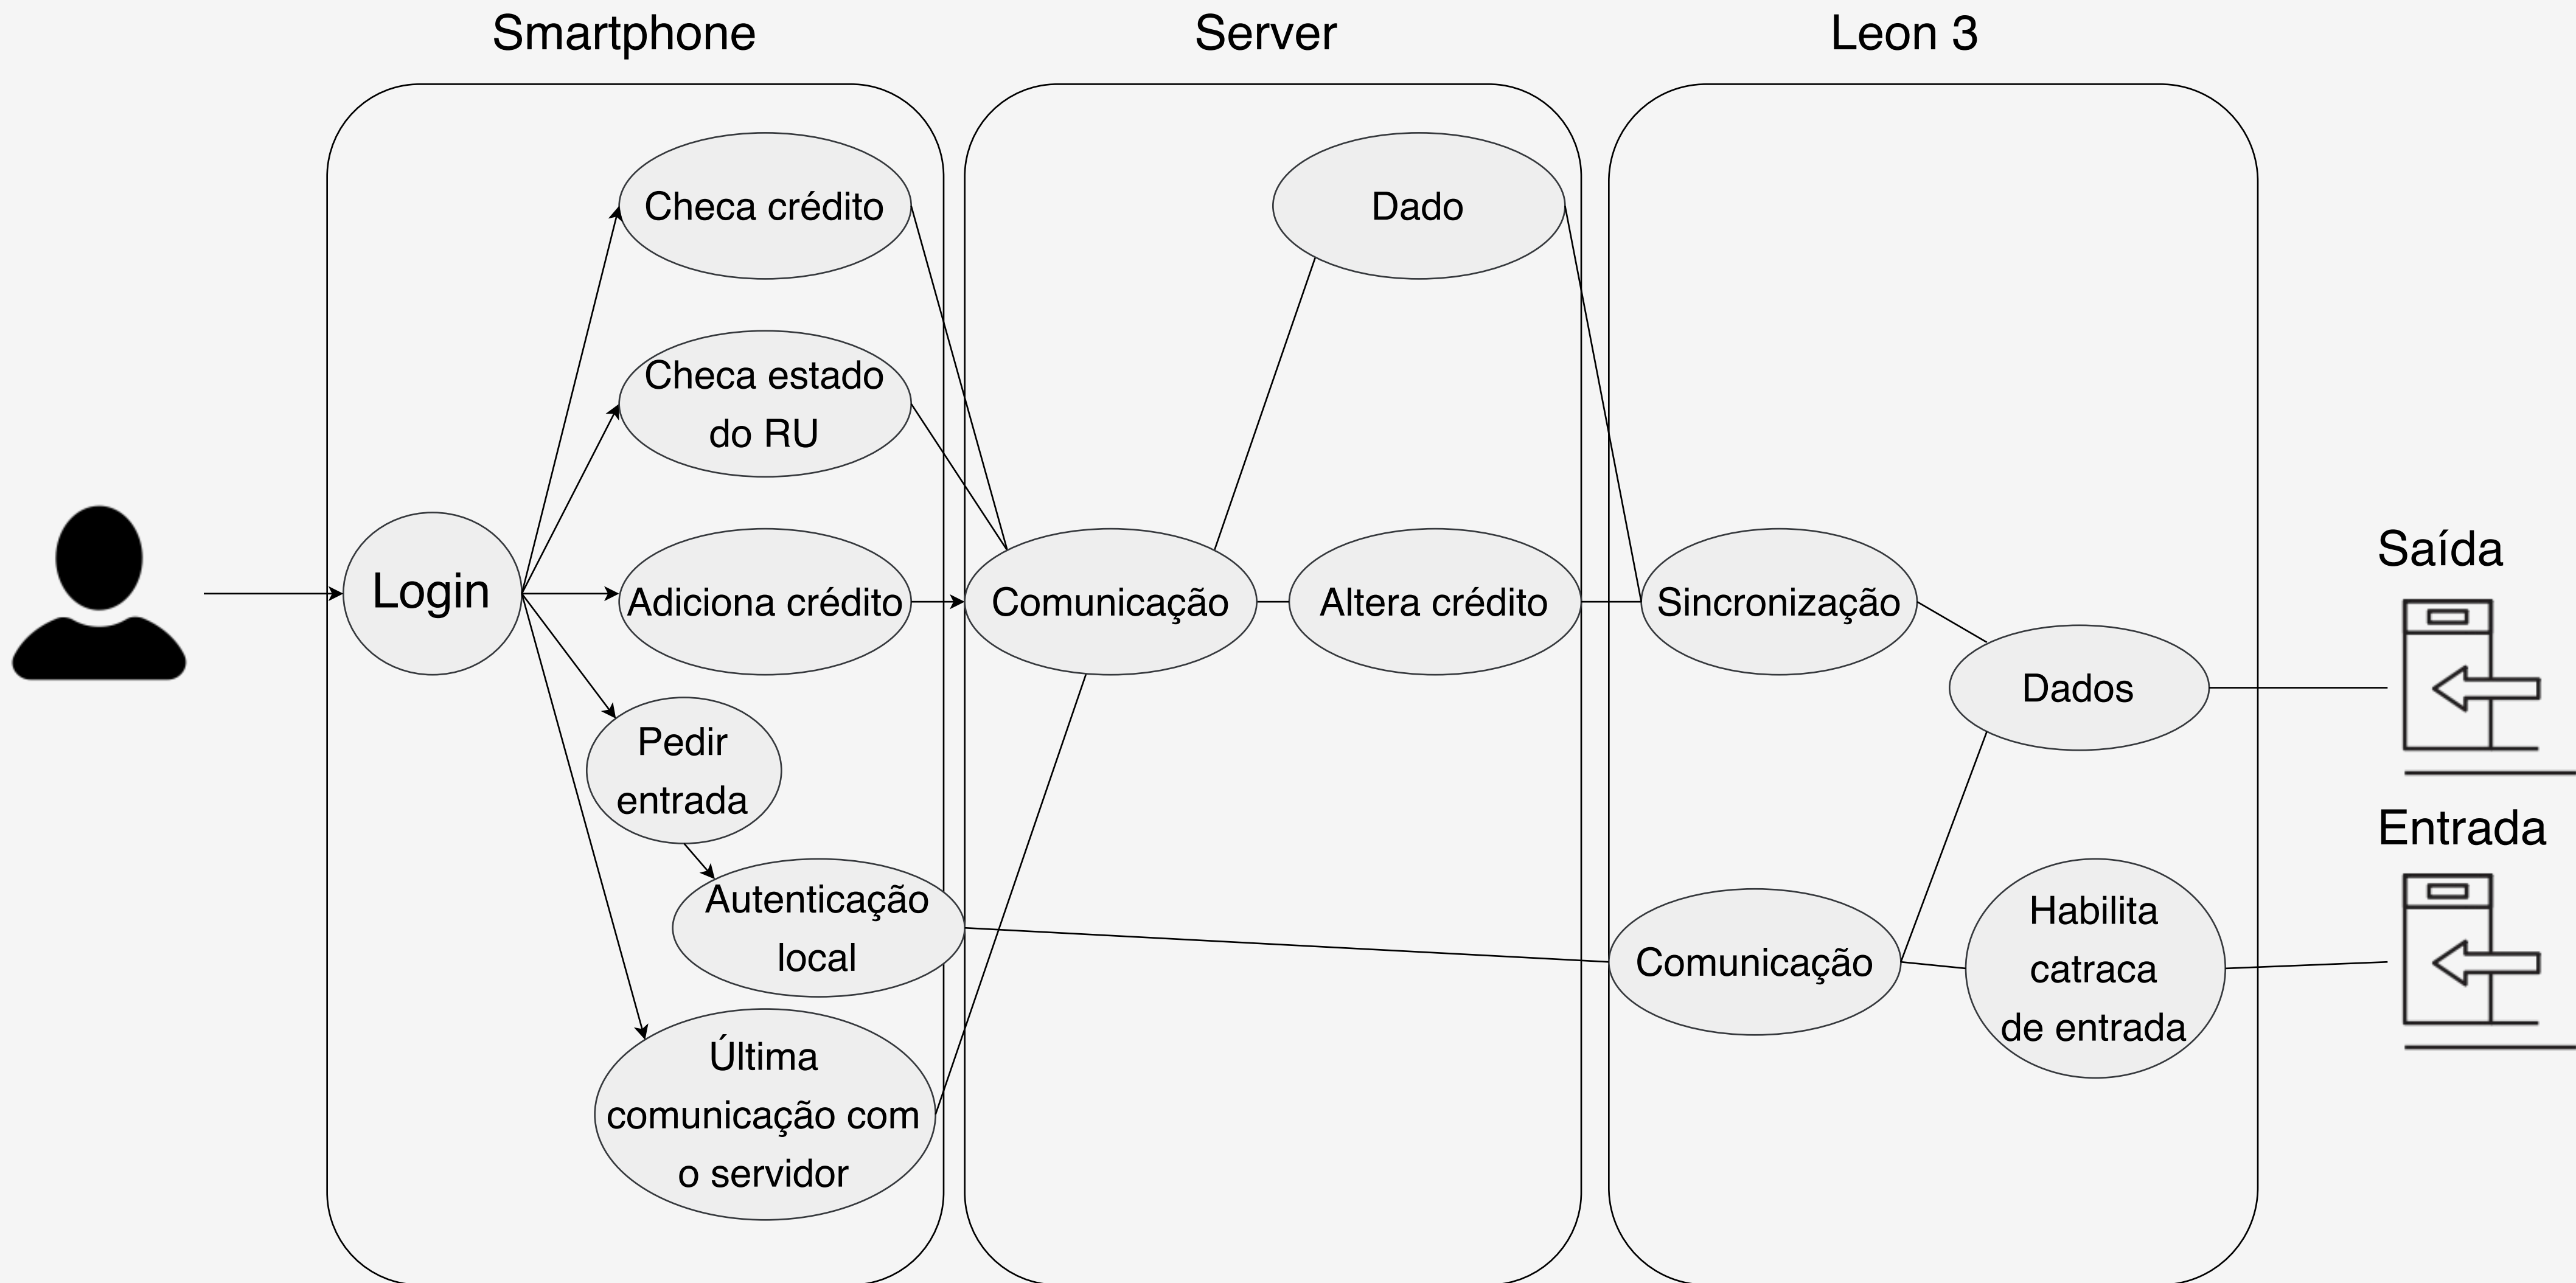 Smartphone
Server
Leon 3
Checa crédito
Dado
Checa estado
do RU
Login
Adiciona crédito
Comunicação
Altera crédito
Sincronização
Saída
Dados
Pedir
entrada
Entrada
Autenticação
local
Comunicação
Habilita
catraca
de entrada
Última
comunicação com
o servidor